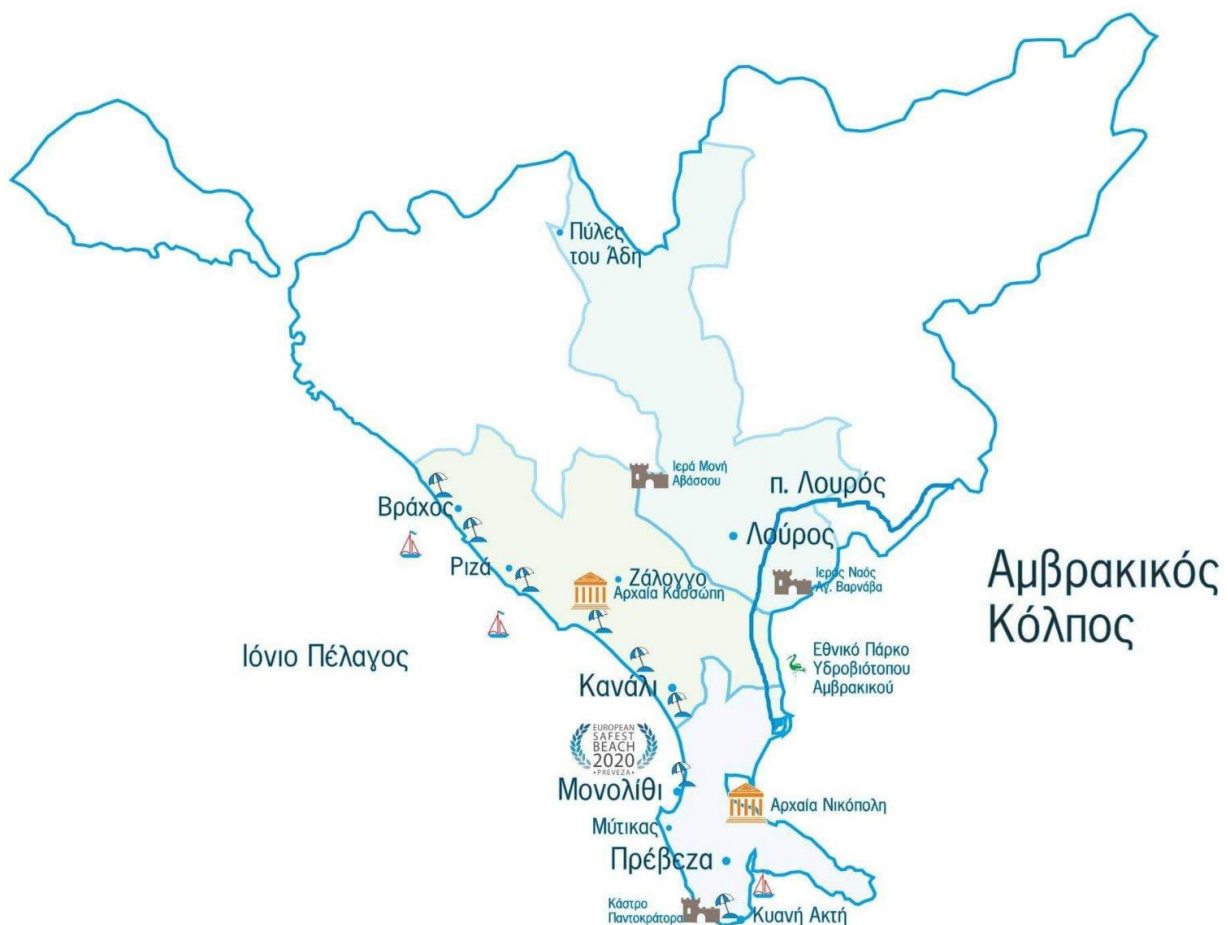 Πύλες
του Άδη
Ιερά Μονή
Αβάσσου
π. Λουρός
Βράχος
Λούρος
Ριζά
Ζάλογγο
Αρχαία Κασσώπη
Ιερός Ναός
Αγ. Βαρνάβα
Αμβρακικός
Κόλπος
Ιόνιο Πέλαγος
Εθνικό Πάρκο
Υδροβιότοπου
Αμβρακικού
Κανάλι
EUROPEAN
SAFEST
BEACH
2020
•PREVEZA•
Μονολίθι
Αρχαία Νικόπολη
Μύτικας
Πρέβεζα
Κάστρο
Παντοκράτορα
Κυανή Ακτή